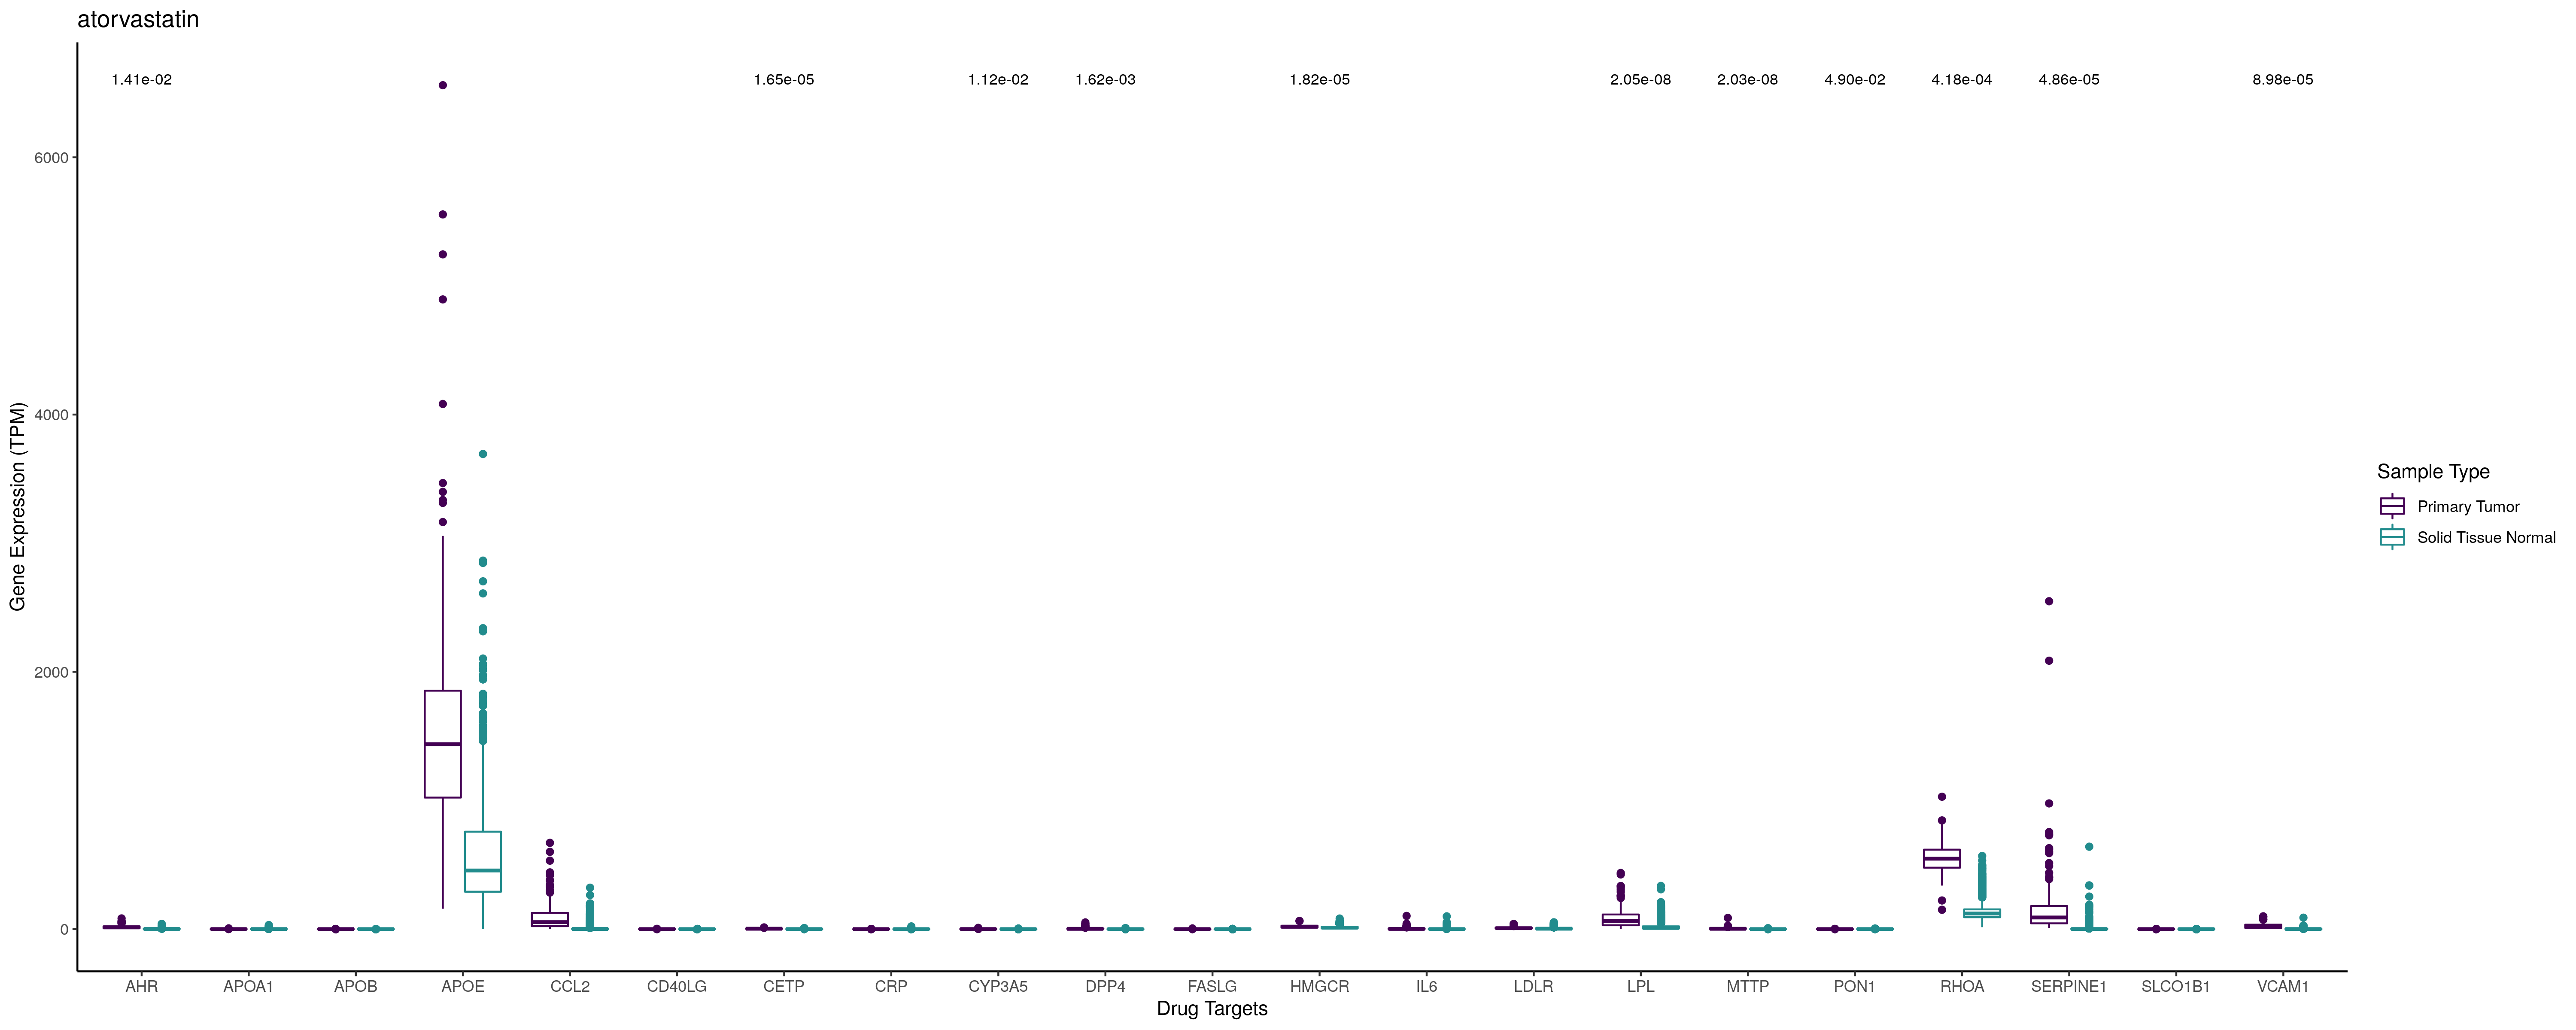 atorvastatin
1.41e-02 1.65e-05 1.12e-02 1.62e-03 1.82e-05 2.05e-08 2.03e-08 4.90e-02 4.18e-04 4.86e-05 8.98e-05
6000
4000
2000
0
Gene Expression (TPM)
AHR APOA1 APOB APOE CCL2 CD40LG CETP CRP CYP3A5 DPP4 FASLG HMGCR IL6 LDLR LPL MTTP PON1 RHOA SERPINE1 SLCO1B1 VCAM1
Drug Targets
Sample Type
Primary Tumor
Solid Tissue Normal